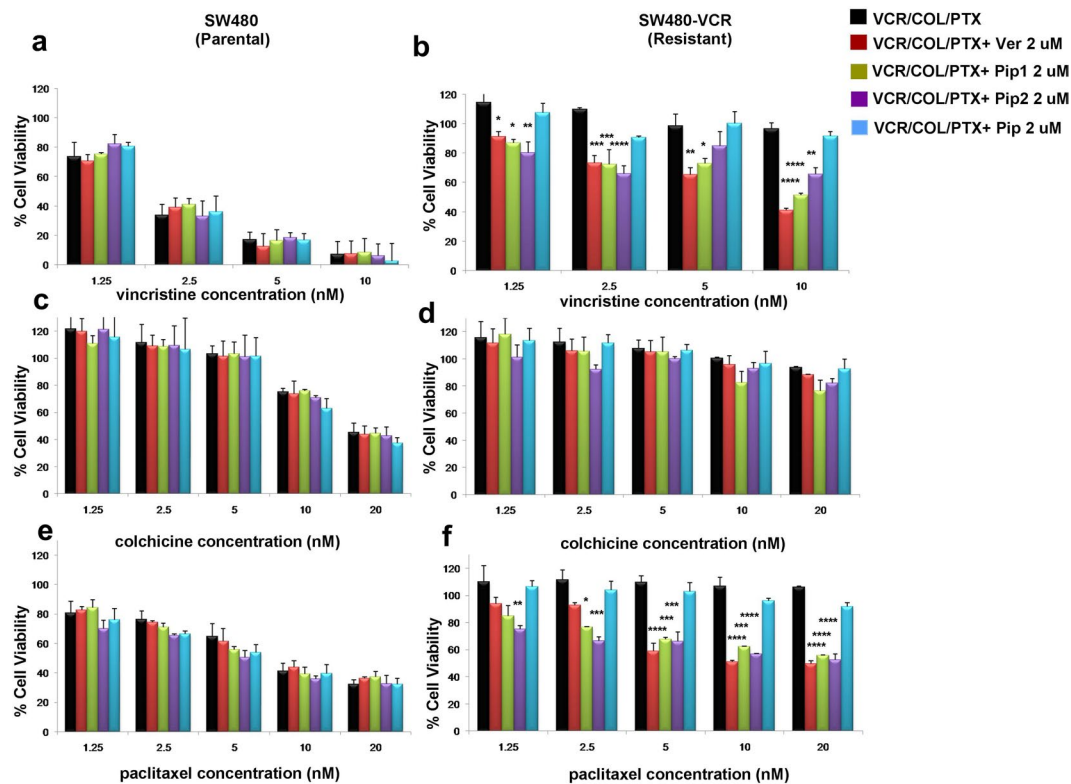 SW480
(Parental)
SW480-VCR
(Resistant)
VCR/COL/PTX
VCR/COL/PTX+ Ver 2 uM
VCR/COL/PTX+ Pip1 2 uM
VCR/COL/PTX+ Pip2 2 uM
VCR/COL/PTX+ Pip 2 uM
a
% Cell Viability
120
100
80
60
40
20
0
1.25 2.5 5 10
vincristine concentration (nM)
b
% Cell Viability
120
100
80
60
40
20
0
* * **
*** *** ****
** *
**** **** **
1.25 2.5 5 10
vincristine concentration (nM)
c
% Cell Viability
120
100
80
60
40
20
0
1.25 2.5 5 10 20
colchicine concentration (nM)
d
% Cell Viability
120
100
80
60
40
20
0
1.25 2.5 5 10 20
colchicine concentration (nM)
e
% Cell Viability
120
100
80
60
40
20
0
1.25 2.5 5 10 20
paclitaxel concentration (nM)
f
% Cell Viability
120
100
80
60
40
20
0
**
* ***
**** *** ***
**** *** ****
**** **** ****
1.25 2.5 5 10 20
paclitaxel concentration (nM)